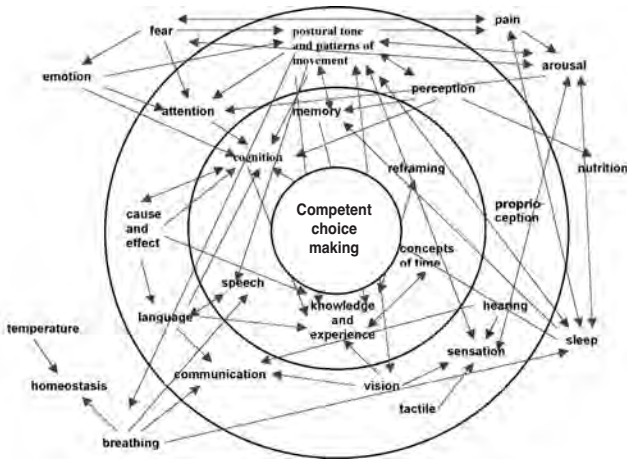 fear
postural tone
and patterns of
movement
pain
arousal
emotion
perception
attention
memory
cognition
reframing
nutrition
Competent
choice
making
proprio-
ception
cause
and
effect
concepts
of time
speech
knowledge
and
experience
hearing
language
temperature
sensation
sleep
homeostasis
communication
vision
tactile
breathing